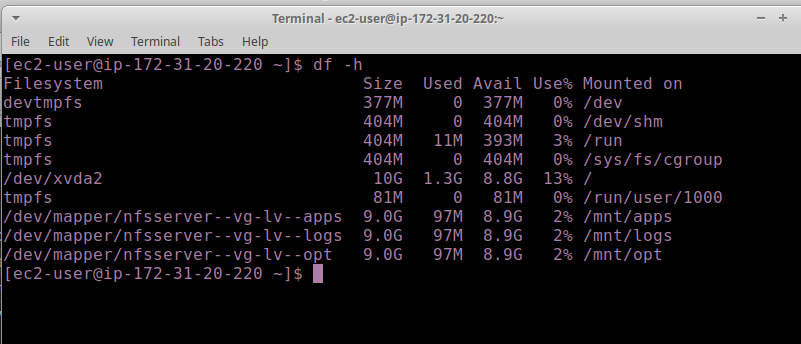 Terminal - ec2-user@ip-172-31-20-220:~
File Edit View Terminal Tabs Help
[ec2-user@ip-172-31-20-220 ~]$ df -h
Filesystem                         Size  Used Avail Use% Mounted on
devtmpfs                           377M     0  377M   0% /dev
tmpfs                              404M     0  404M   0% /dev/shm
tmpfs                              404M   11M  393M   3% /run
tmpfs                              404M     0  404M   0% /sys/fs/cgroup
/dev/xvda2                          10G  1.3G  8.8G  13% /
tmpfs                               81M     0   81M   0% /run/user/1000
/dev/mapper/nfsserver--vg-lv--apps  9.0G   97M  8.9G   2% /mnt/apps
/dev/mapper/nfsserver--vg-lv--logs  9.0G   97M  8.9G   2% /mnt/logs
/dev/mapper/nfsserver--vg-lv--opt   9.0G   97M  8.9G   2% /mnt/opt
[ec2-user@ip-172-31-20-220 ~]$